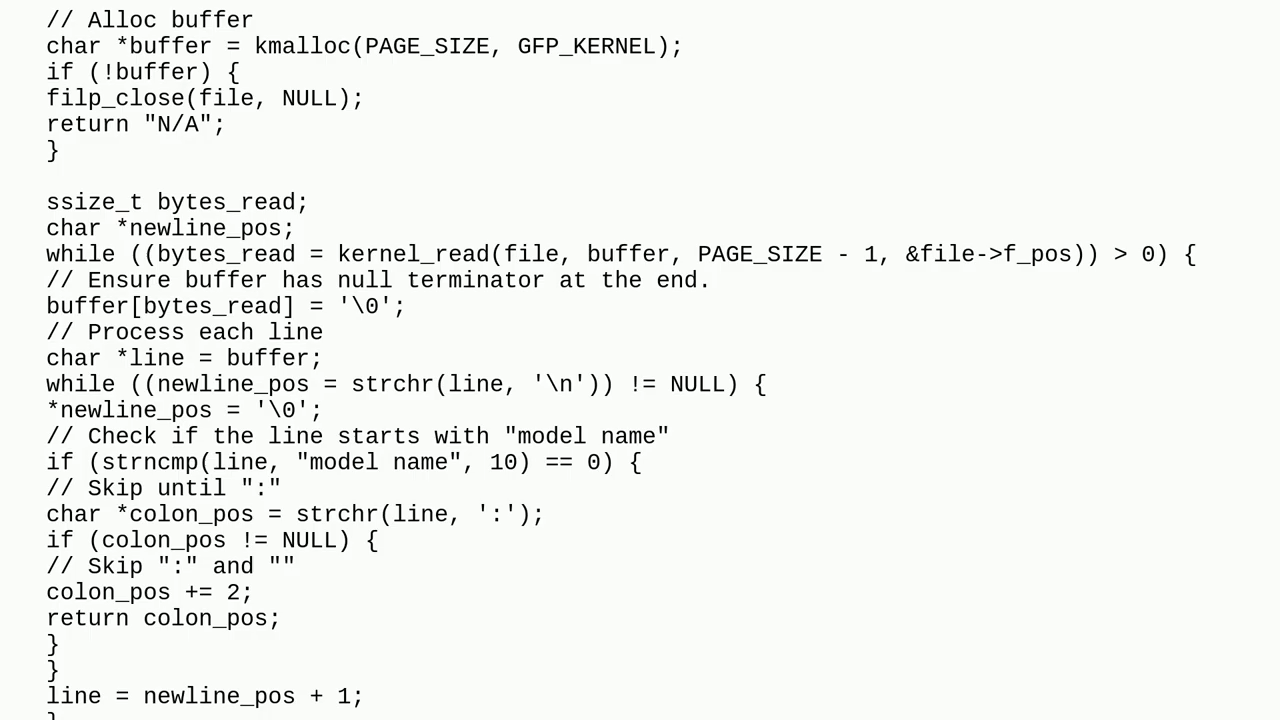 // Alloc buffer
char *buffer = kmalloc(PAGE_SIZE, GFP_KERNEL);
if (!buffer) {
filp_close(file, NULL);
return "N/A";
}
ssize_t bytes_read;
char *newline_pos;
while ((bytes_read = kernel_read(file, buffer, PAGE_SIZE - 1, &file->f_pos)) > 0) {
// Ensure buffer has null terminator at the end.
buffer[bytes_read] = '\0';
// Process each line
char *line = buffer;
while ((newline_pos = strchr(line, '\n')) != NULL) {
*newline_pos = '\0';
// Check if the line starts with "model name"
if (strncmp(line, "model name", 10) == 0) {
// Skip until ":"
char *colon_pos = strchr(line, ':');
if (colon_pos != NULL) {
// Skip ":" and ""
colon_pos += 2;
return colon_pos;
}
}
line = newline_pos + 1;
}